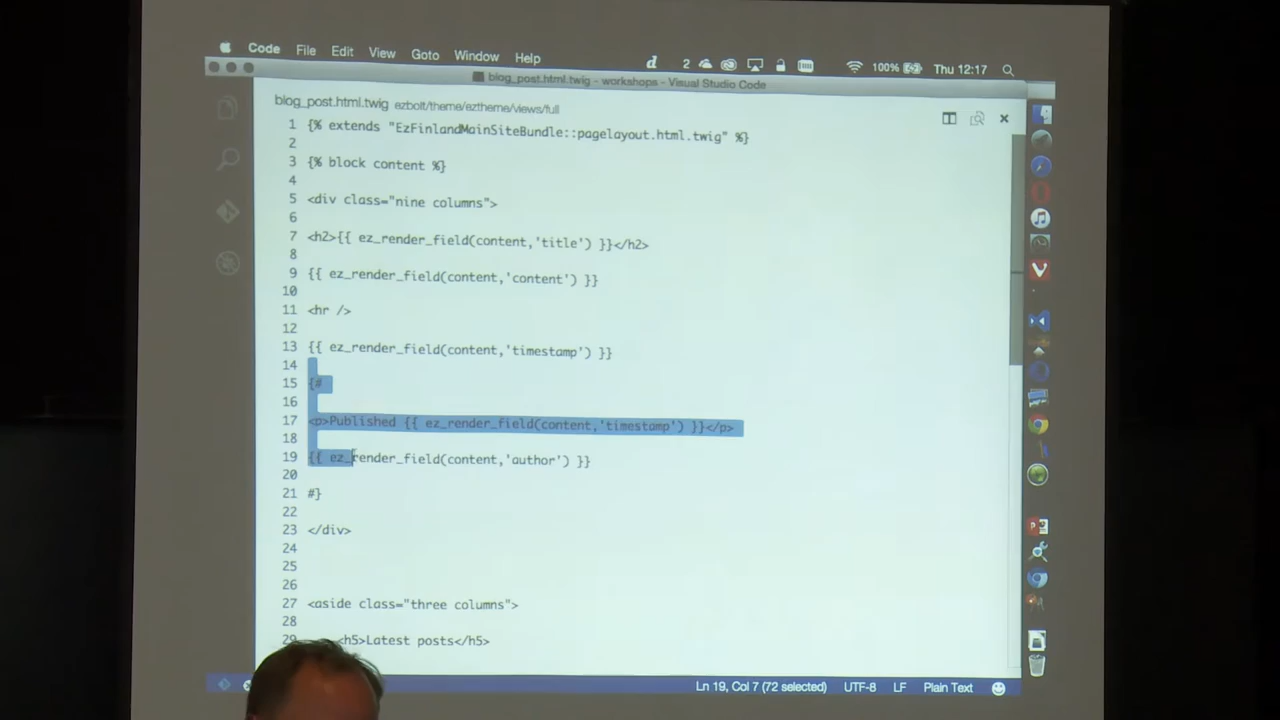 Code File Edit View Goto Window Help 2 100% Thu 12:17
blog_post.html.twig - workshops - Visual Studio Code
blog_post.html.twig ezbolt/theme/eztheme/views/full
1 {% extends "EzFinlandMainSiteBundle::pagelayout.html.twig" %}
2
3 {% block content %}
4
5 <div class="nine columns">
6
7 <h2>{{ ez_render_field(content,'title') }}</h2>
8
9 {{ ez_render_field(content,'content') }}
10
11 <hr />
12
13 {{ ez_render_field(content,'timestamp') }}
14
15 {#
16
17 <p>Published {{ ez_render_field(content,'timestamp') }}</p>
18
19 {{ ez_render_field(content,'author') }}
20
21 #}
22
23 </div>
24
25
26
27 <aside class="three columns">
28
29 <h5>Latest posts</h5>
Ln 19, Col 7 (72 selected) UTF-8 LF Plain Text